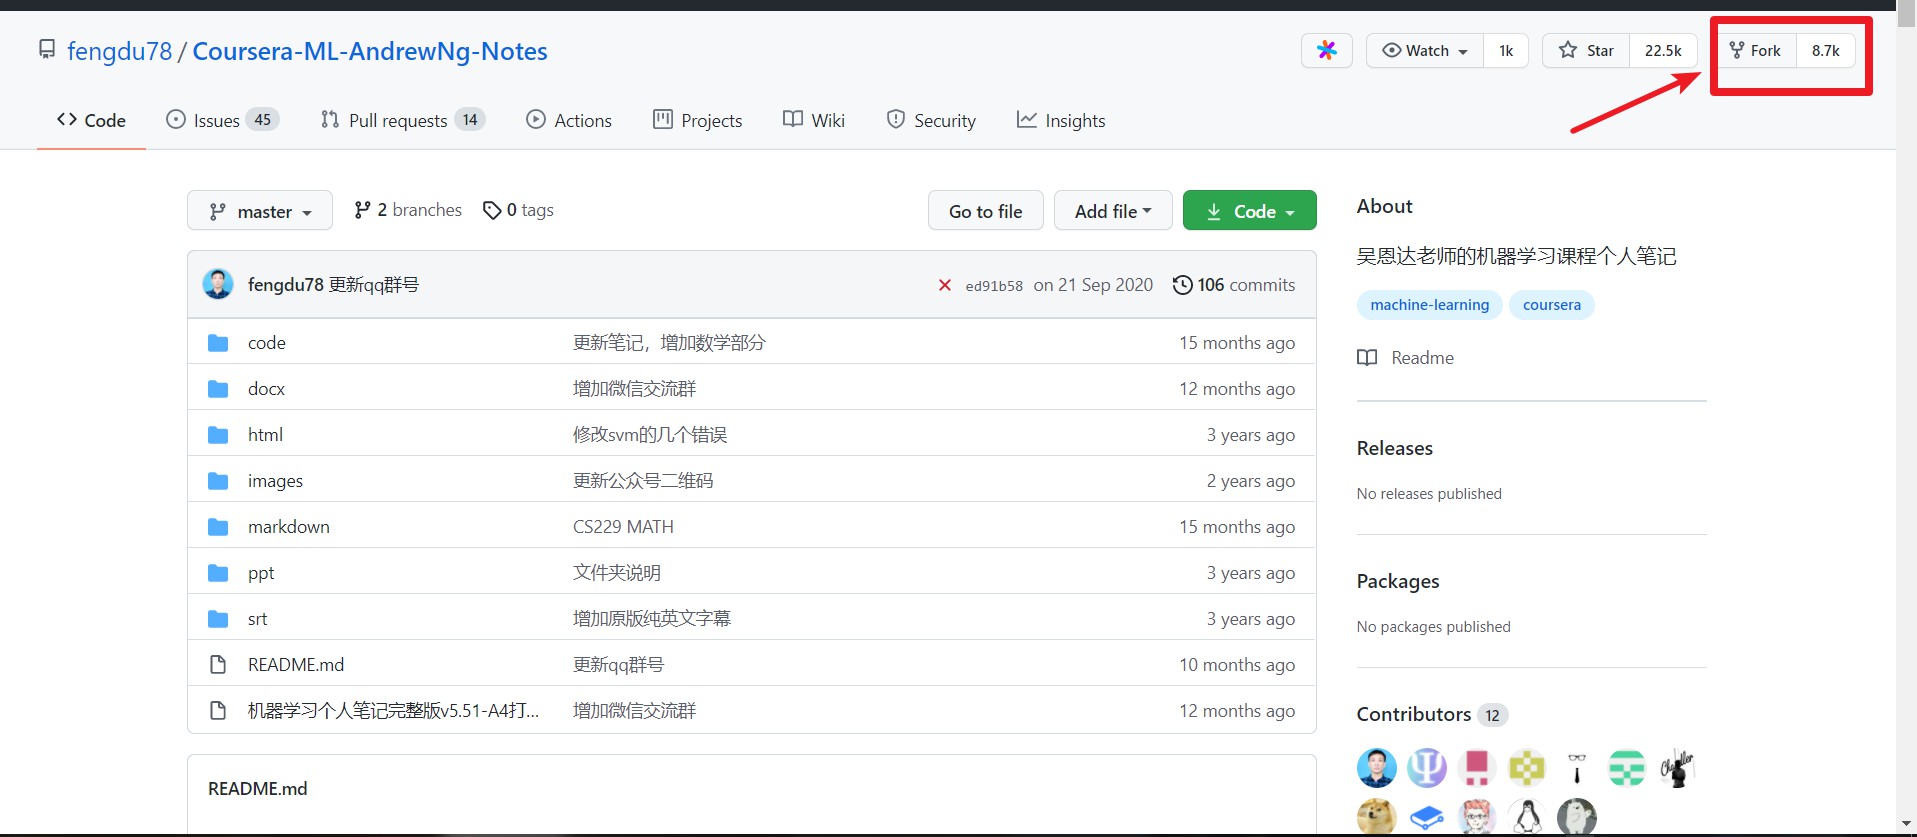 fengdu78 / Coursera-ML-AndrewNg-Notes
Watch 1k
Star 22.5k
Fork 8.7k
Code
Issues 45
Pull requests 14
Actions
Projects
Wiki
Security
Insights
master
2 branches
0 tags
Go to file
Add file
Code
fengdu78 更新qq群号
ed91b58 on 21 Sep 2020
106 commits
code 更新笔记，增加数学部分 15 months ago
docx 增加微信交流群 12 months ago
html 修改svm的几个错误 3 years ago
images 更新公众号二维码 2 years ago
markdown CS229 MATH 15 months ago
ppt 文件夹说明 3 years ago
srt 增加原版纯英文字幕 3 years ago
README.md 更新qq群号 10 months ago
机器学习个人笔记完整版v5.51-A4打... 增加微信交流群 12 months ago
README.md
About
吴恩达老师的机器学习课程个人笔记
machine-learning coursera
Readme
Releases
No releases published
Packages
No packages published
Contributors 12